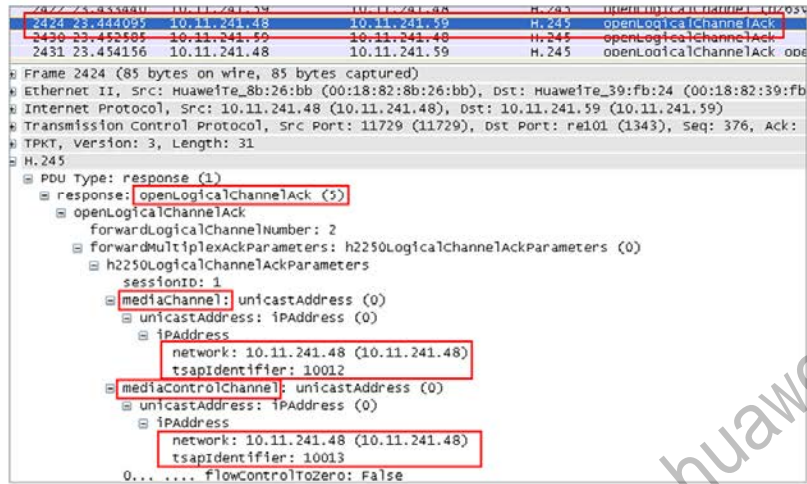 2424 23.444095 10.11.241.48 10.11.241.59 H.245 openLogicalChannelAck
2430 23.452585 10.11.241.59 10.11.241.48 H.245 openLogicalChannelAck
2431 23.454156 10.11.241.48 10.11.241.59 H.245 openLogicalChannelAck ope
Frame 2424 (85 bytes on wire, 85 bytes captured)
Ethernet II, Src: HuaweiTe_8b:26:bb (00:18:82:8b:26:bb), Dst: HuaweiTe_39:fb:24 (00:18:82:39:fb
Internet Protocol, Src: 10.11.241.48 (10.11.241.48), Dst: 10.11.241.59 (10.11.241.59)
Transmission Control Protocol, Src Port: 11729 (11729), Dst Port: re101 (1343), Seq: 376, Ack:
TPKT, Version: 3, Length: 31
H.245
PDU Type: response (1)
response: openLogicalChannelAck (5)
openLogicalChannelAck
forwardLogicalChannelNumber: 2
forwardMultiplexAckParameters: h2250LogicalChannelAckParameters (0)
h2250LogicalChannelAckParameters
sessionID: 1
mediaChannel: unicastAddress (0)
unicastAddress: iPAddress (0)
iPAddress
network: 10.11.241.48 (10.11.241.48)
tsapIdentifier: 10012
mediaControlChannel: unicastAddress (0)
unicastAddress: iPAddress (0)
iPAddress
network: 10.11.241.48 (10.11.241.48)
tsapIdentifier: 10013
0... .... flowControlToZero: False
huawe